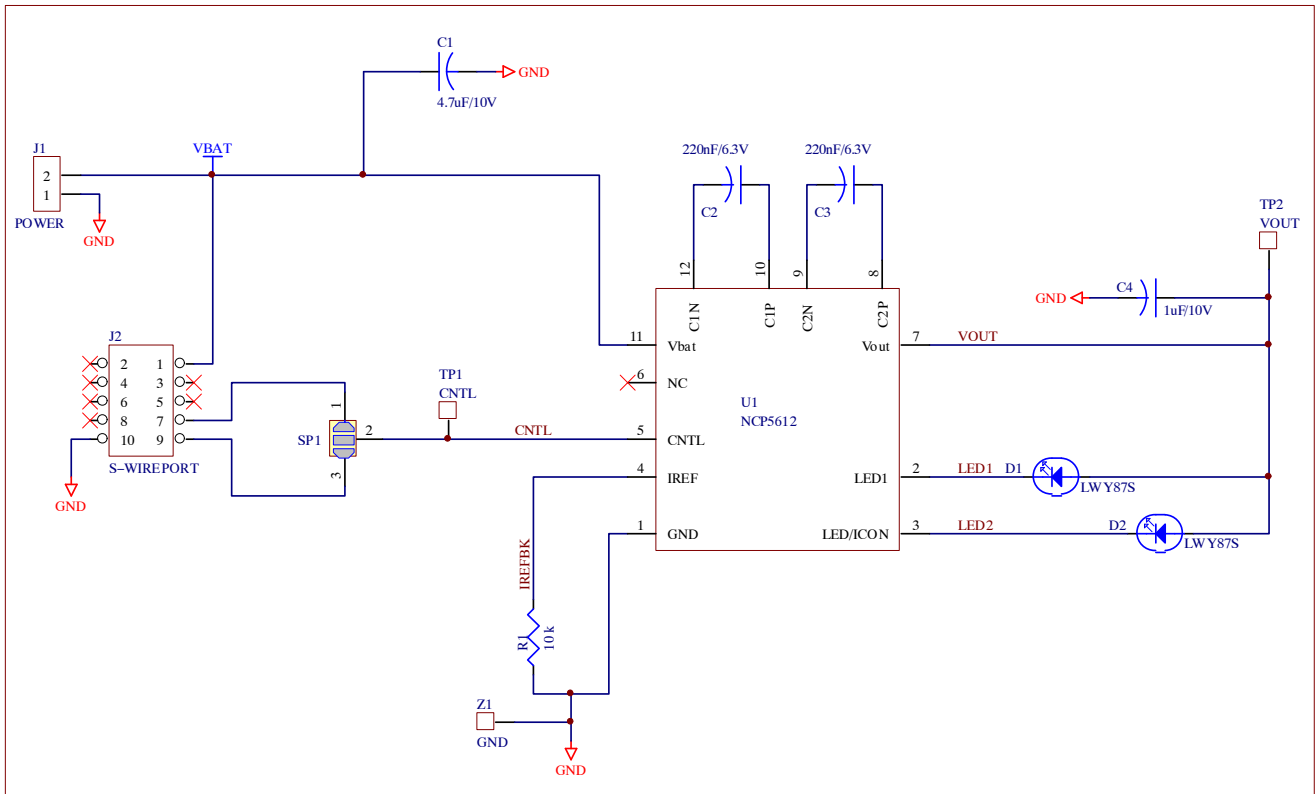 C1
GND
4.7uF/10V
J1
VBAT
220nF/6.3V
220nF/6.3V
2
1
POWER
GND
C2
C3
TP2
VOUT
12
10
9
8
C1N
C1P
C2N
C2P
GND
C4
1uF/10V
11
Vbat
Vout
7
VOUT
J2
2
1
4
3
6
5
8
7
10
9
S-WIREPORT
GND
1
SP1
2
3
TP1
CNTL
CNTL
6
NC
U1
NCP5612
5
CNTL
4
IREF
LED1
2
LED1
D1
LWY87S
1
GND
LED/ICON
3
LED2
D2
LWY87S
IREFBK
R1
10k
Z1
GND
GND